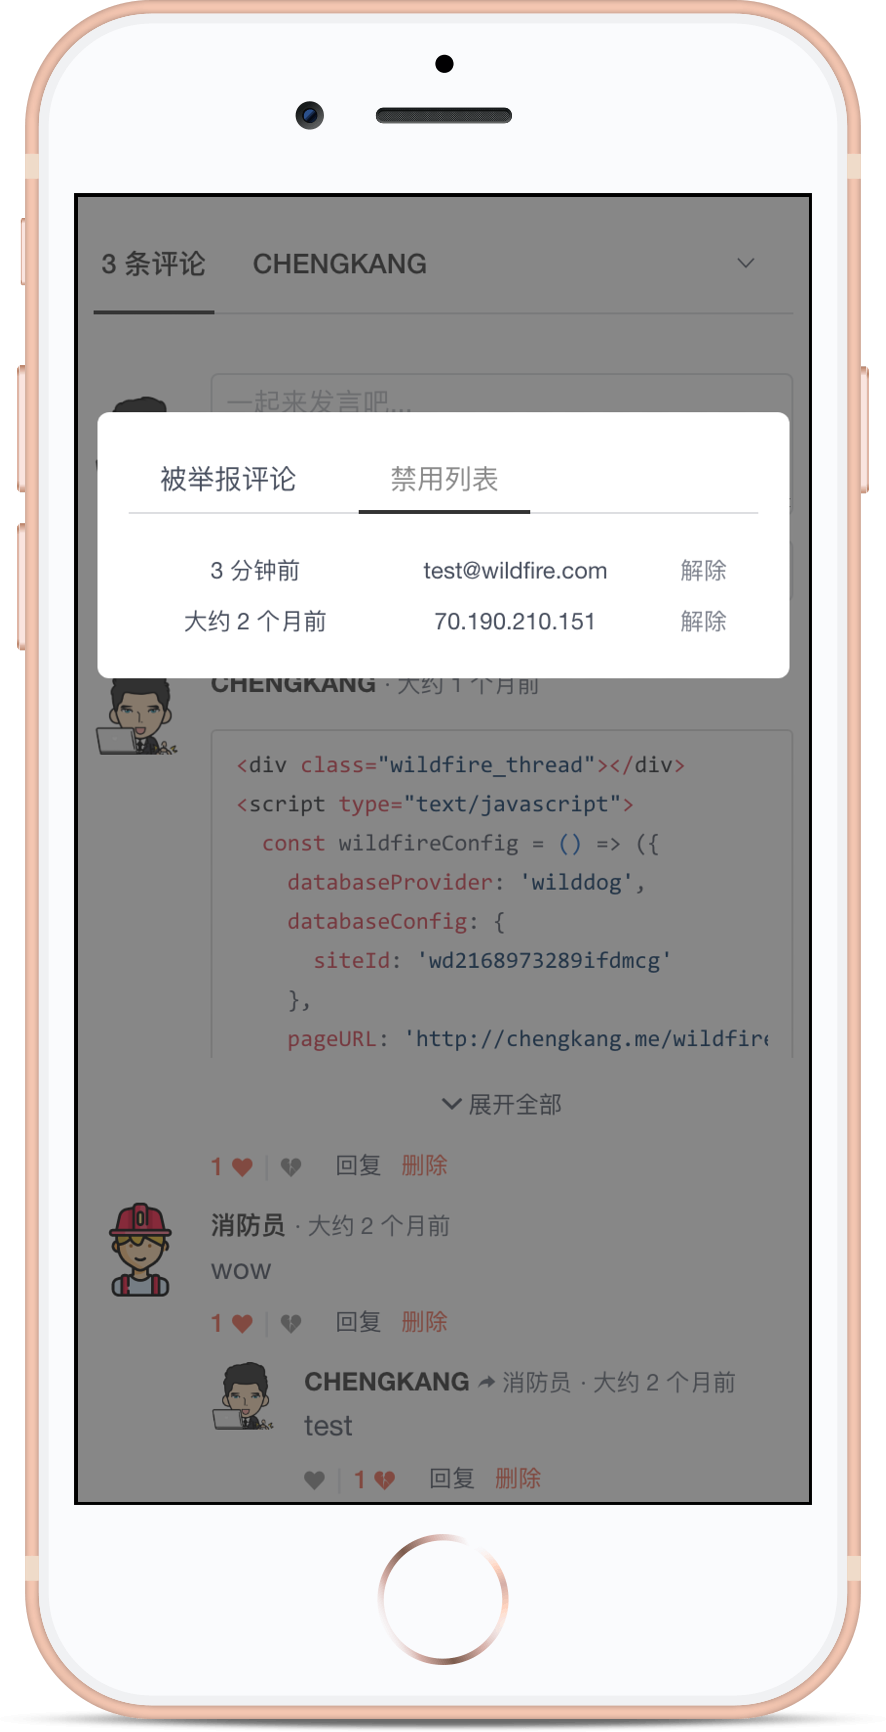 3 条评论 CHENGKANG
一起来发言吧...
被举报评论 禁用列表
3 分钟前 test@wildfire.com 解除
大约 2 个月前 70.190.210.151 解除
CHENGKANG · 大约 1 个月前
<div class="wildfire_thread"></div>
<script type="text/javascript">
const wildfireConfig = () => ({
databaseProvider: 'wilddog',
databaseConfig: {
siteId: 'wd2168973289ifdmcg'
},
pageURL: 'http://chengkang.me/wildfire
展开全部
1 回复 删除
消防员 · 大约 2 个月前
wow
1 回复 删除
CHENGKANG 消防员 · 大约 2 个月前
test
1 回复 删除